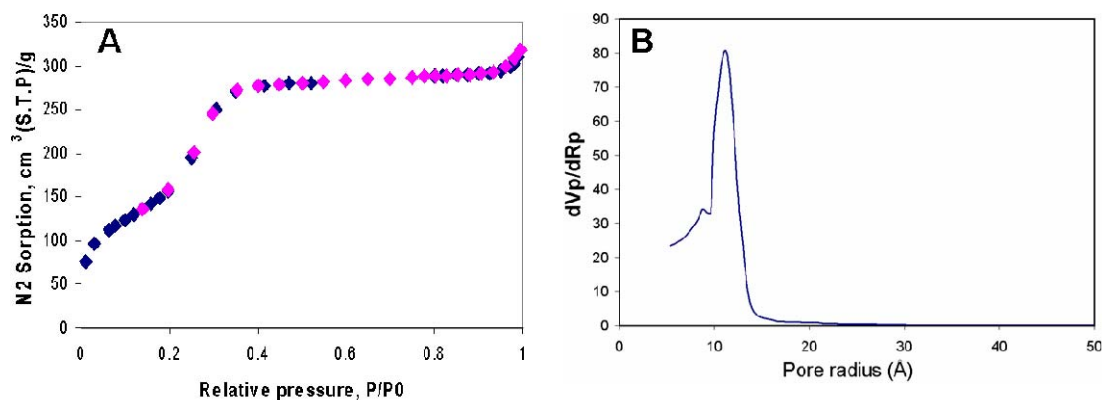 A
N2 Sorption, cm 3(S.T.P)/g
350
300
250
200
150
100
50
0
0 0.2 0.4 0.6 0.8 1
Relative pressure, P/P0
B
dVp/dRp
90
80
70
60
50
40
30
20
10
0
0 10 20 30 40 50
Pore radius (Å)